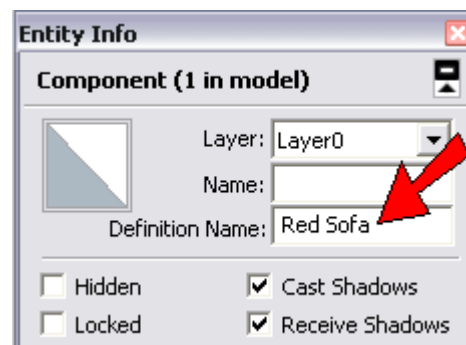 Entity Info
Component (1 in model)
Layer: Layer0
Name:
Definition Name: Red Sofa
Hidden Cast Shadows
Locked Receive Shadows